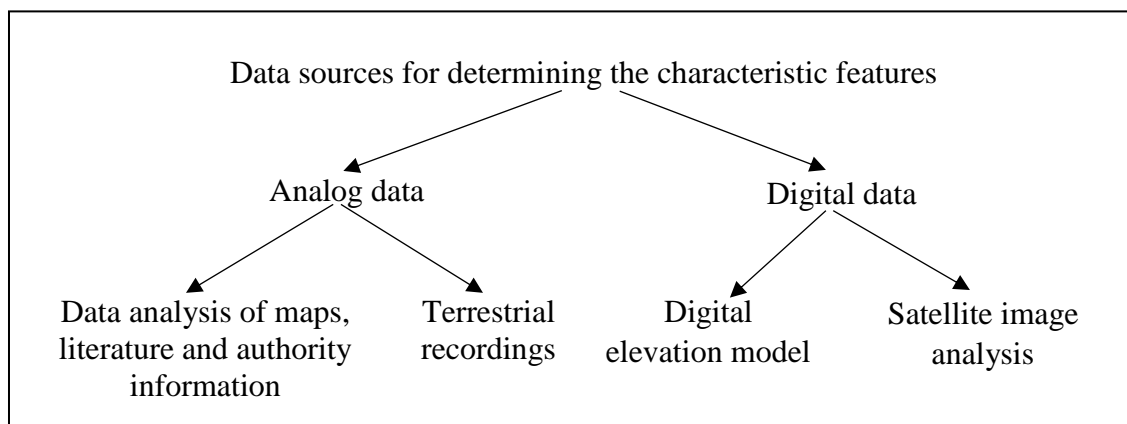 Data sources for determining the characteristic features
Analog data
Digital data
Data analysis of maps,
literature and authority
information
Terrestrial
recordings
Digital
elevation model
Satellite image
analysis